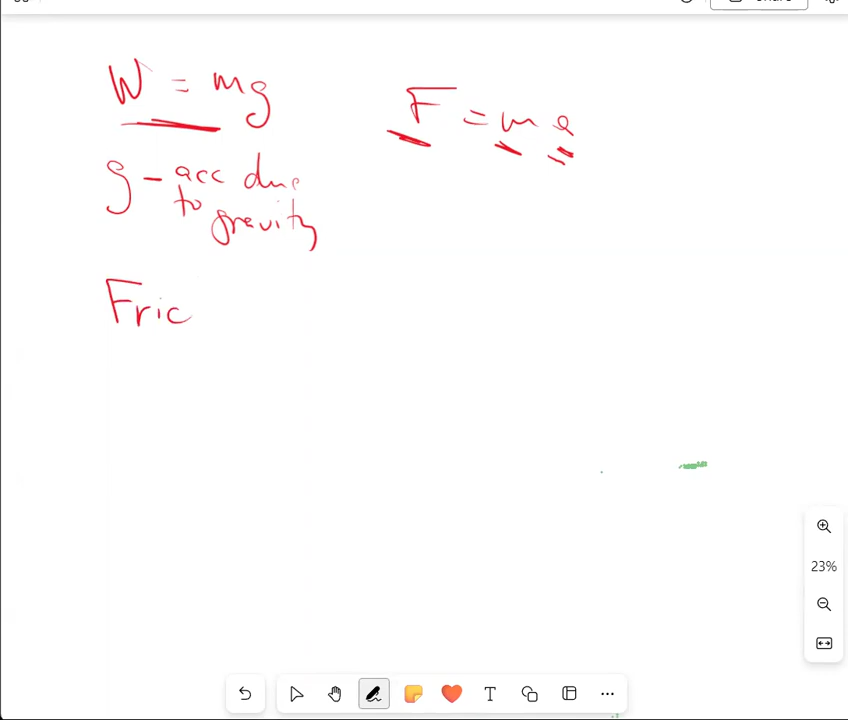 W = mg
F = ma
g - acc due
to gravity
Fric
23%
T